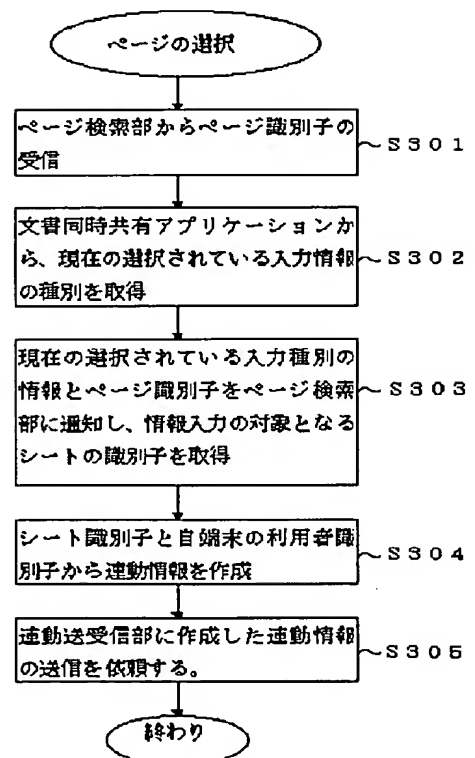 ページの選択
ページ検索部からページ識別子の
受信
～S301
文書同時共有アプリケーションか
ら、現在の選択されている入力情報
の種別を取得
～S302
現在の選択されている入力種別の
情報とページ識別子をページ検索
部に通知し、情報入力の対象となる
シートの識別子を取得
～S303
シート識別子と自端末の利用者識
別子から連動情報を作成
～S304
連動送受信部に作成した連動情報
の送信を依頼する。
～S305
終わり